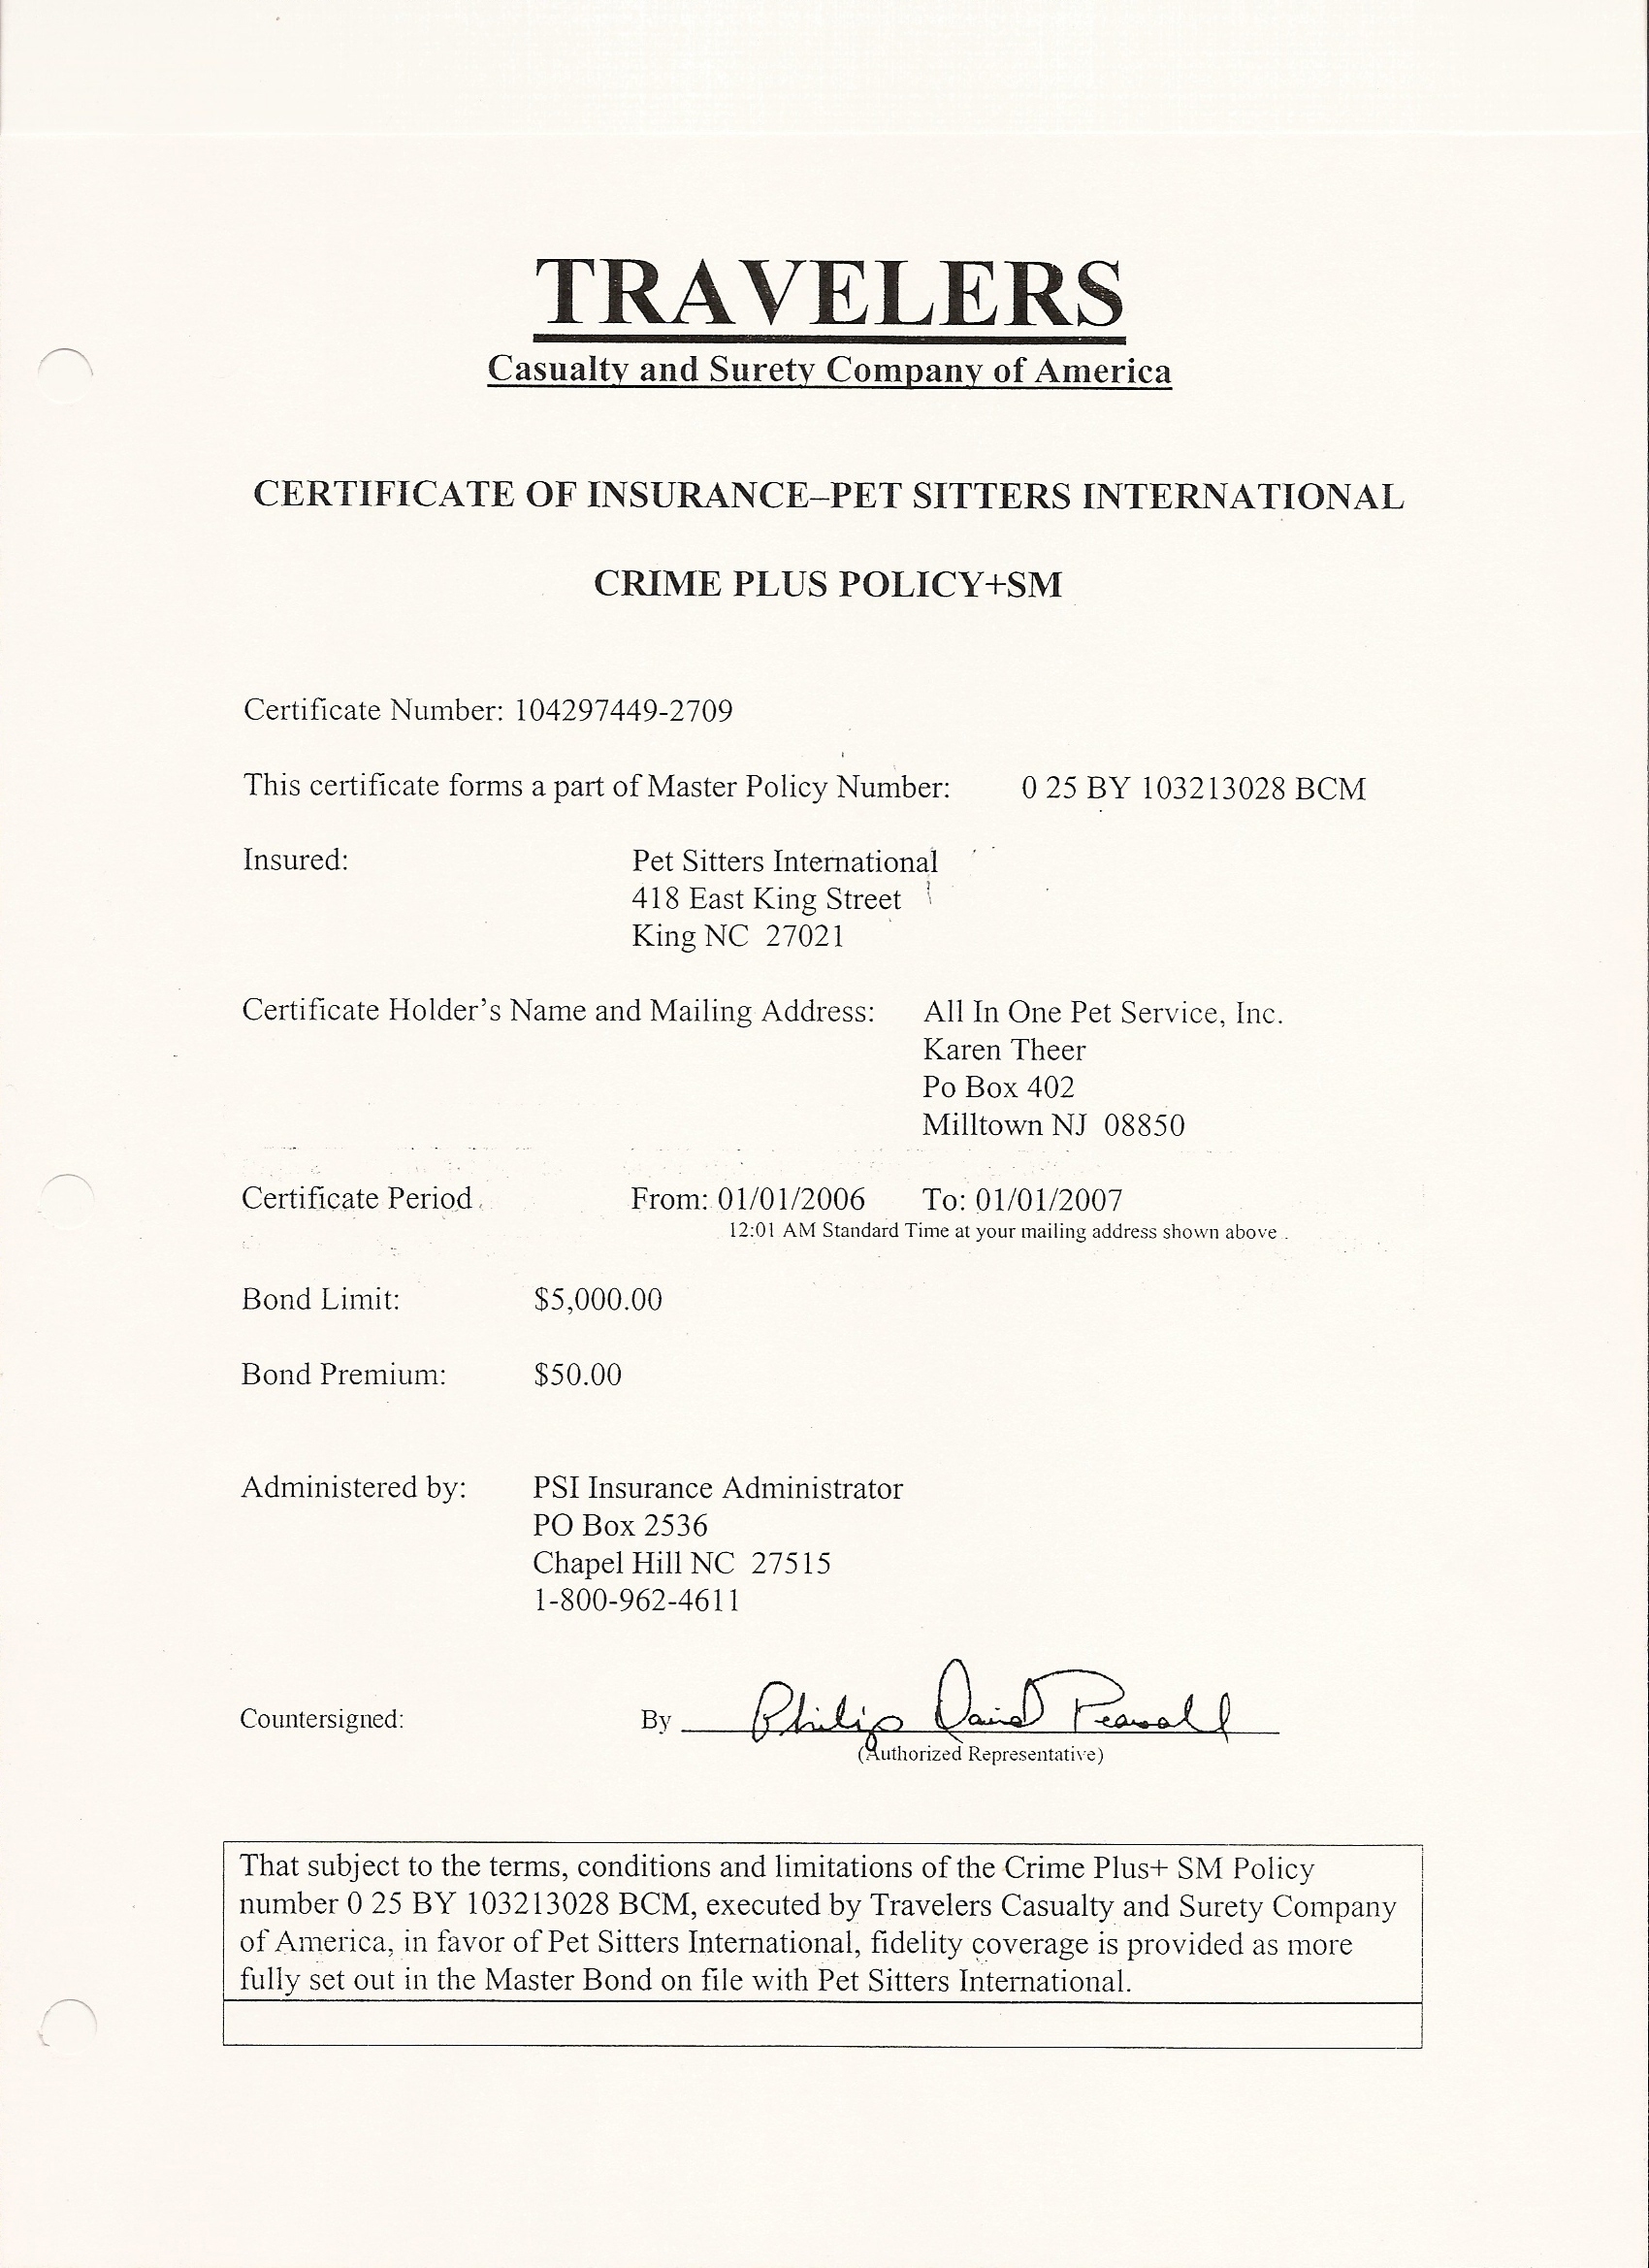 TRAVELERS
Casualty and Surety Company of America
CERTIFICATE OF INSURANCE–PET SITTERS INTERNATIONAL
CRIME PLUS POLICY+SM
Certificate Number: 104297449-2709
This certificate forms a part of Master Policy Number: 0 25 BY 103213028 BCM
Insured: Pet Sitters International
418 East King Street
King NC 27021
Certificate Holder's Name and Mailing Address: All In One Pet Service, Inc.
Karen Theer
Po Box 402
Milltown NJ 08850
Certificate Period From: 01/01/2006 To: 01/01/2007
12:01 AM Standard Time at your mailing address shown above
Bond Limit: $5,000.00
Bond Premium: $50.00
Administered by: PSI Insurance Administrator
PO Box 2536
Chapel Hill NC 27515
1-800-962-4611
Countersigned: By Philip David Pearsall
(Authorized Representative)
That subject to the terms, conditions and limitations of the Crime Plus+ SM Policy
number 0 25 BY 103213028 BCM, executed by Travelers Casualty and Surety Company
of America, in favor of Pet Sitters International, fidelity coverage is provided as more
fully set out in the Master Bond on file with Pet Sitters International.